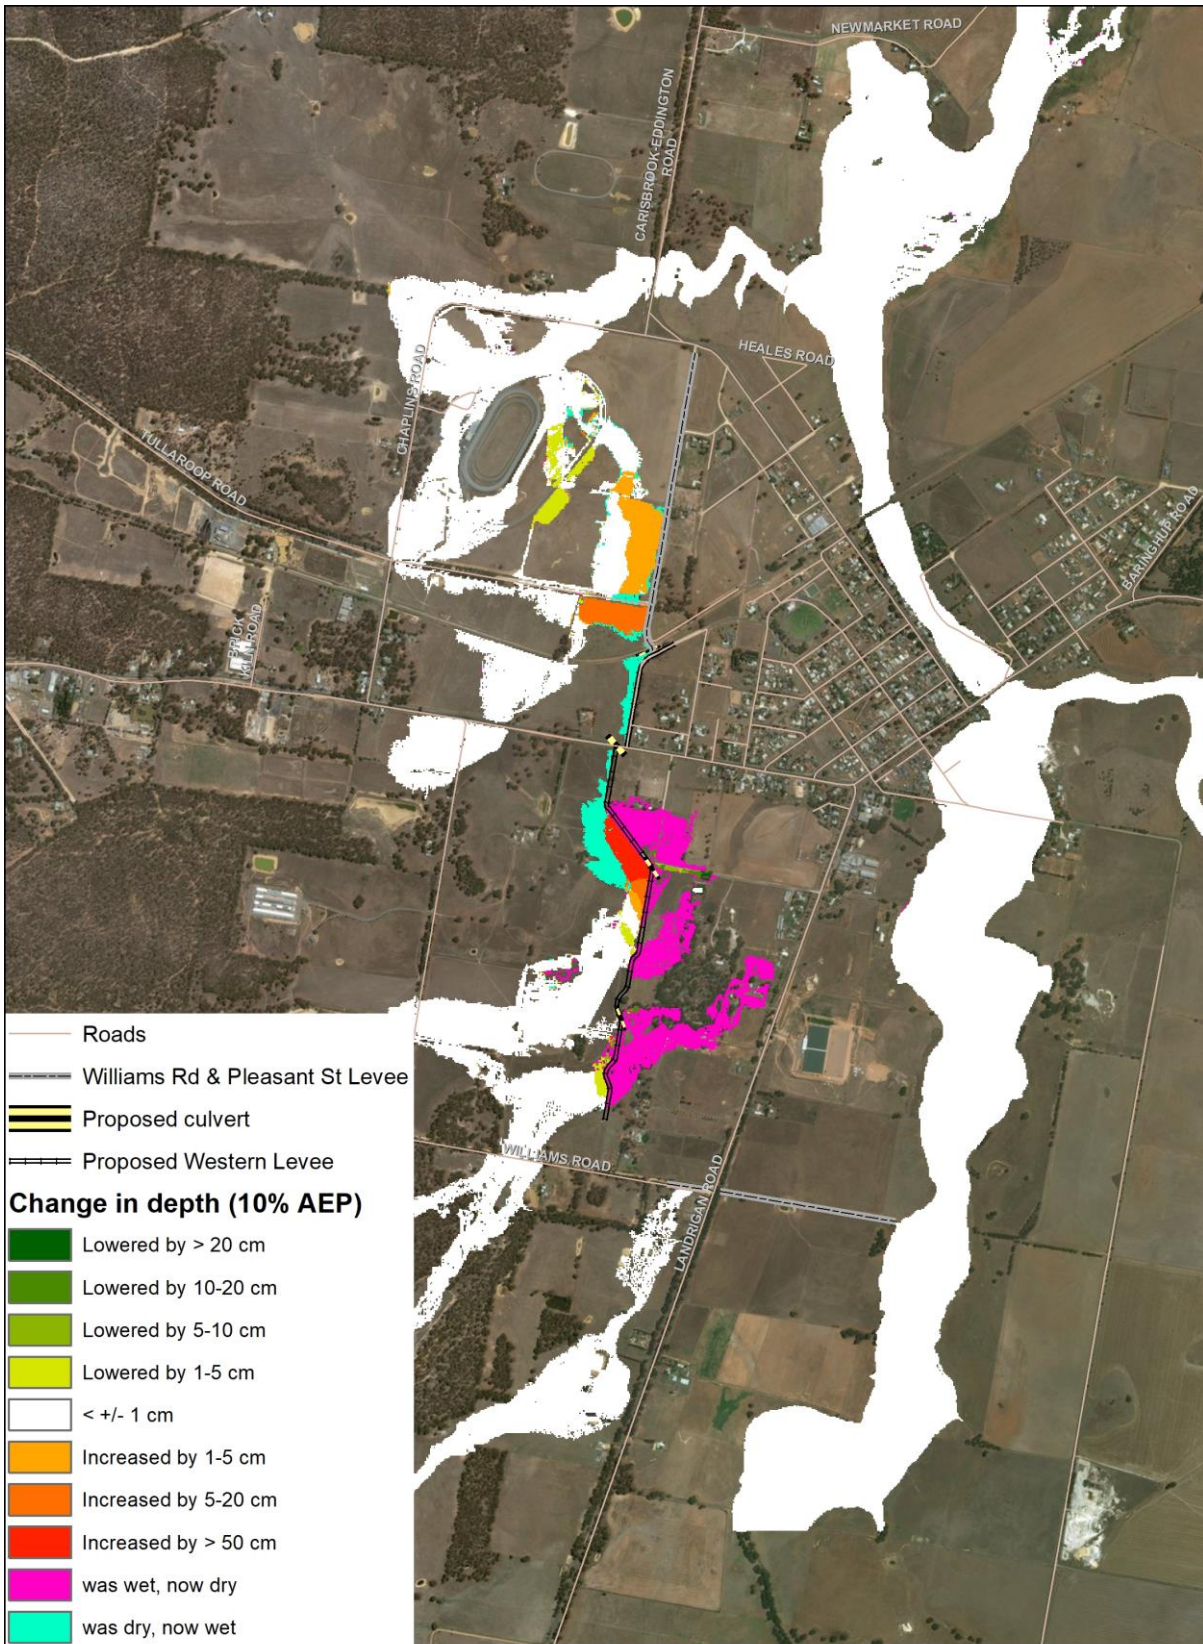 NEWMARKET ROAD
CARISBROOK-EDDINGTON
ROAD
HEALES ROAD
CHAPLINS ROAD
TULLAROOP ROAD
BARINGHUP ROAD
BRICK
KILN ROAD
WILLIAMS ROAD
LANDRIGAN ROAD
Roads
Williams Rd & Pleasant St Levee
Proposed culvert
Proposed Western Levee
Change in depth (10% AEP)
Lowered by > 20 cm
Lowered by 10-20 cm
Lowered by 5-10 cm
Lowered by 1-5 cm
< +/- 1 cm
Increased by 1-5 cm
Increased by 5-20 cm
Increased by > 50 cm
was wet, now dry
was dry, now wet